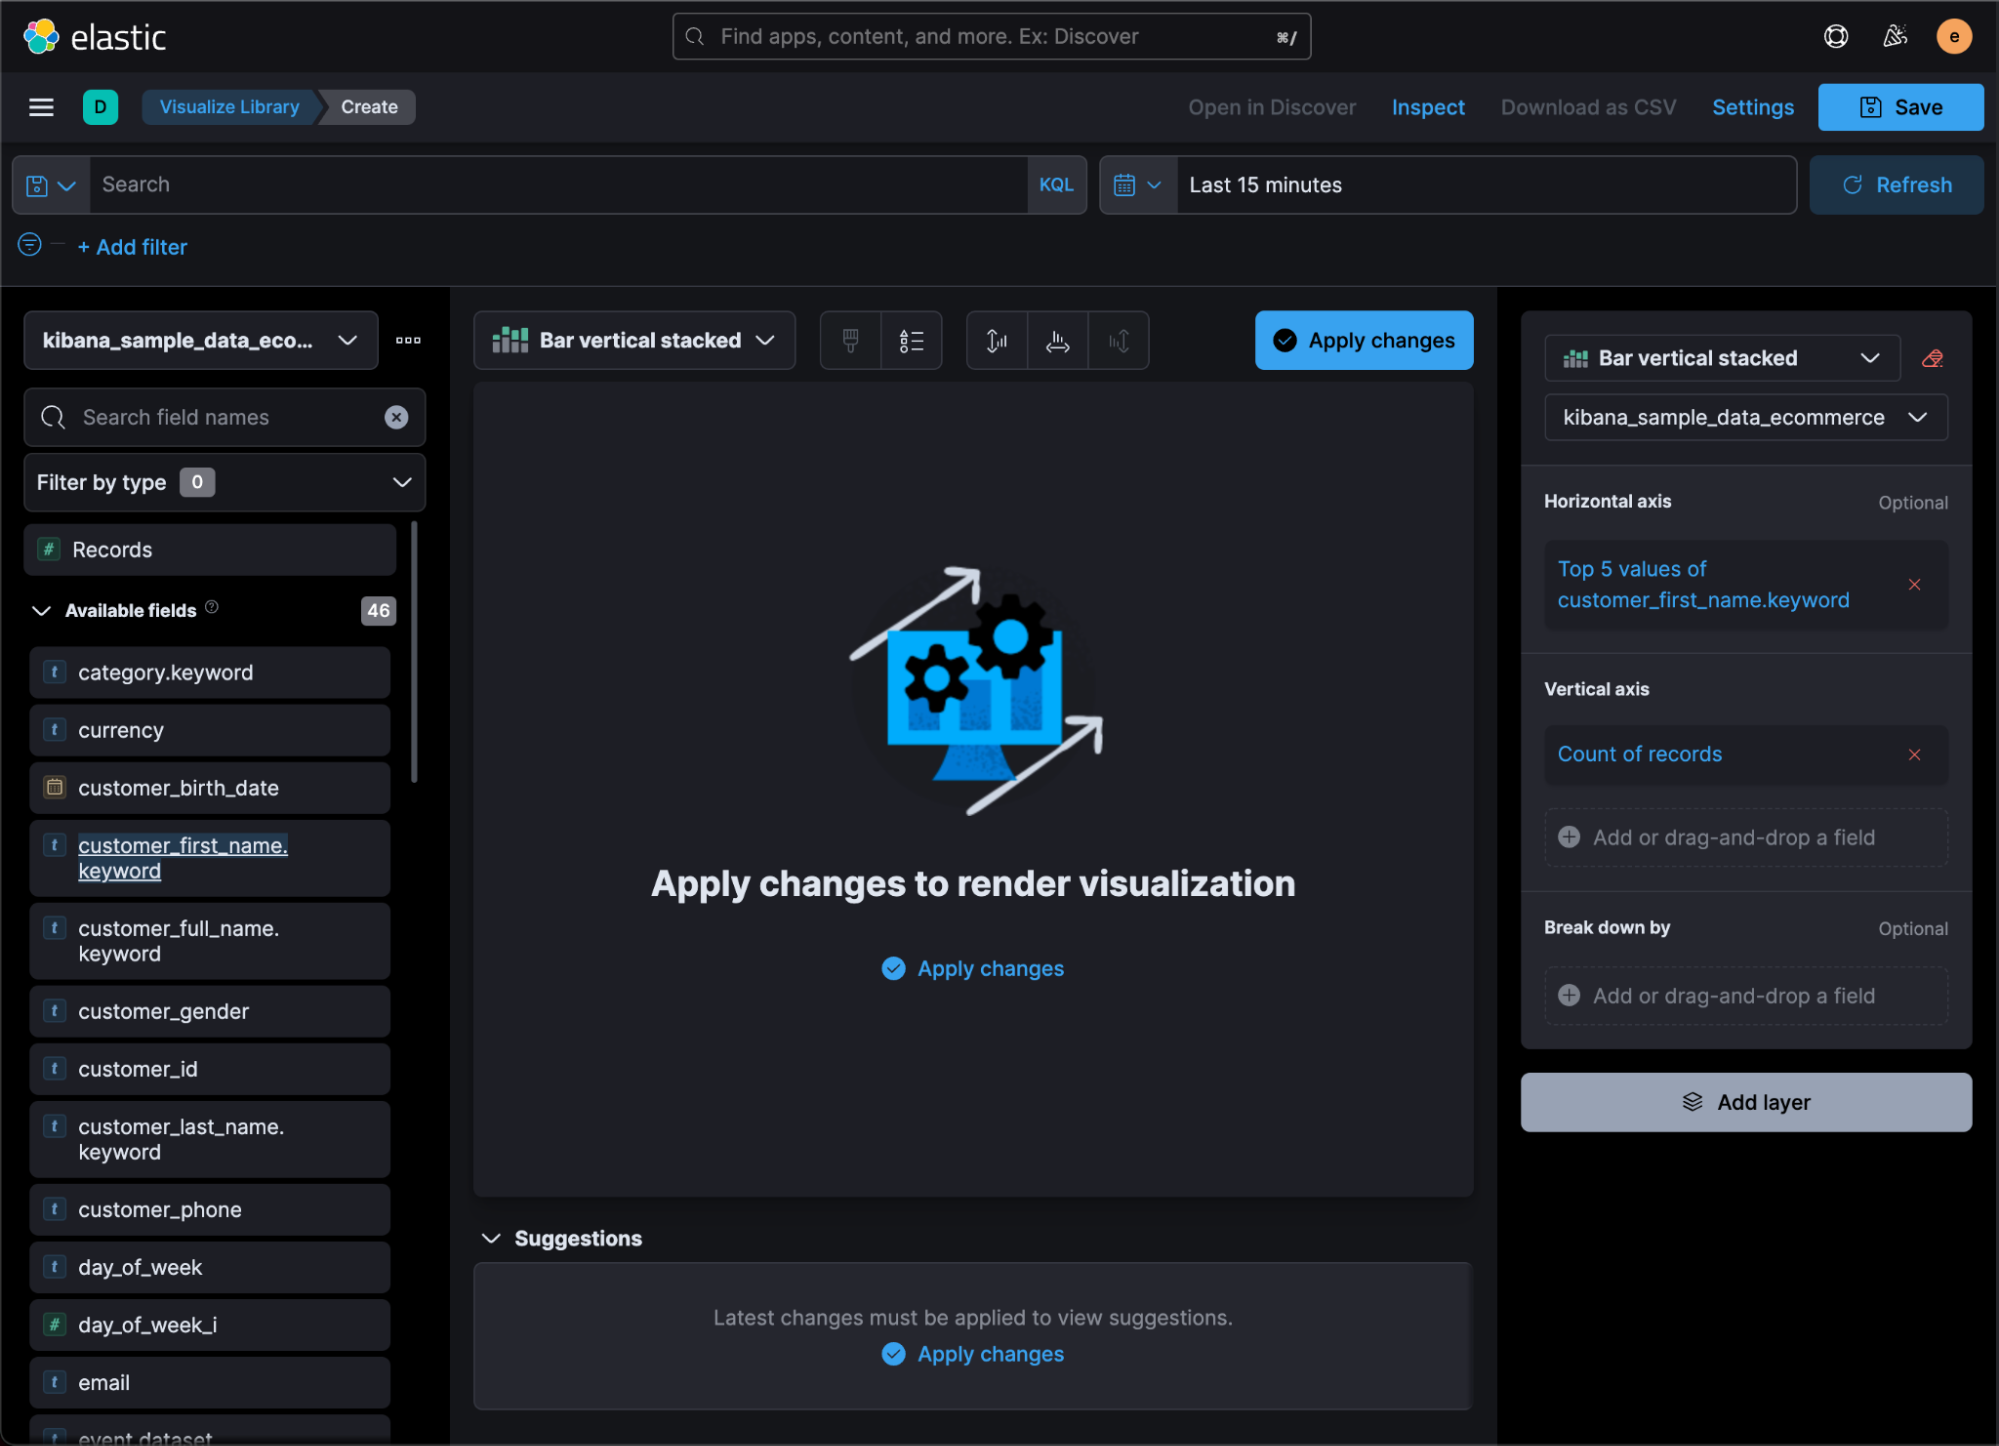 elastic
Find apps, content, and more. Ex: Discover
⌘/
e
D
Visualize Library
Create
Open in Discover
Inspect
Download as CSV
Settings
Save
Search
KQL
Last 15 minutes
Refresh
+ Add filter
kibana_sample_data_eco...
Search field names
Filter by type 0
# Records
Available fields
46
t category.keyword
t currency
customer_birth_date
t customer_first_name.
keyword
t customer_full_name.
keyword
t customer_gender
t customer_id
t customer_last_name.
keyword
t customer_phone
t day_of_week
# day_of_week_i
t email
t event.dataset
Bar vertical stacked
Apply changes
Apply changes to render visualization
Apply changes
Suggestions
Latest changes must be applied to view suggestions.
Apply changes
Bar vertical stacked
kibana_sample_data_ecommerce
Horizontal axis
Optional
Top 5 values of
customer_first_name.keyword
Vertical axis
Count of records
Add or drag-and-drop a field
Break down by
Optional
Add or drag-and-drop a field
Add layer